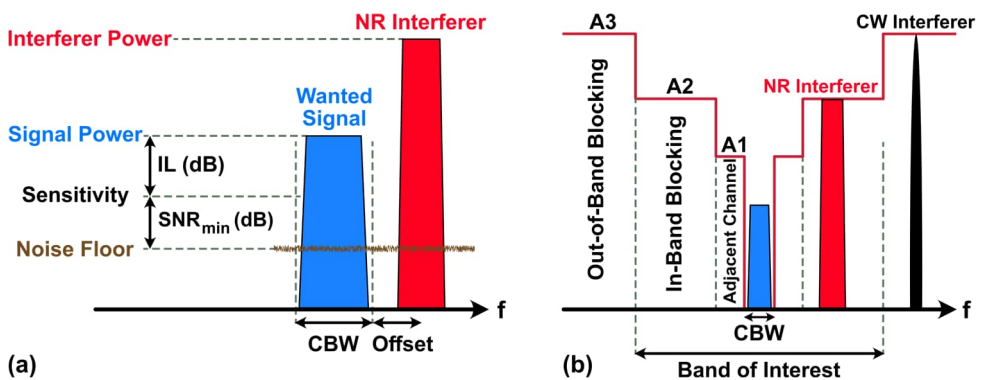 NR Interferer
Interferer Power
Wanted
Signal
Signal Power
IL (dB)
Sensitivity
SNRmin (dB)
Noise Floor
f
CBW
Offset
(a)
A3
CW Interferer
A2
NR Interferer
A1
Out-of-Band Blocking
In-Band Blocking
Adjacent Channel
f
CBW
Band of Interest
(b)